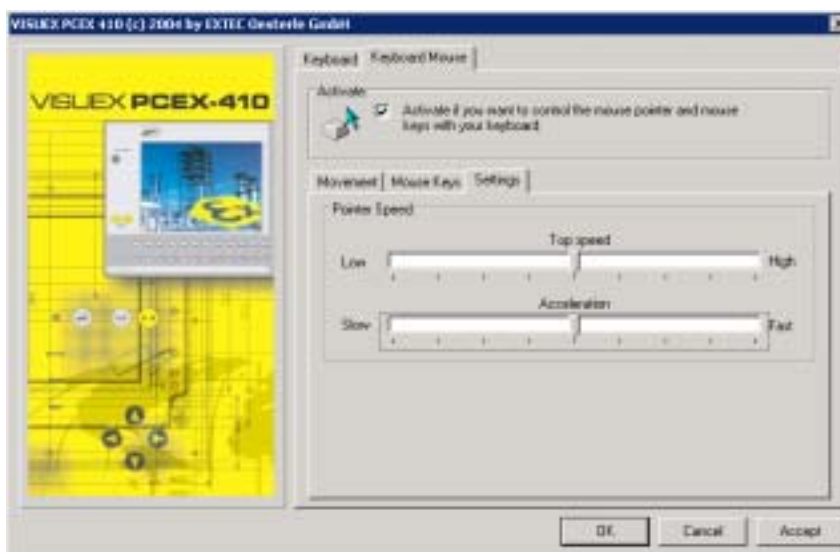 VISUEX PCEX 410 (c) 2004 by EXTEC Oesterle GmbH
VISUEX PCEX-410
Keyboard
Keyboard Mouse
Activate
Activate if you want to control the mouse pointer and mouse
keys with your keyboard
Movement
Mouse Keys
Settings
Pointer Speed
Top speed
Low
High
Acceleration
Slow
Fast
OK
Cancel
Accept